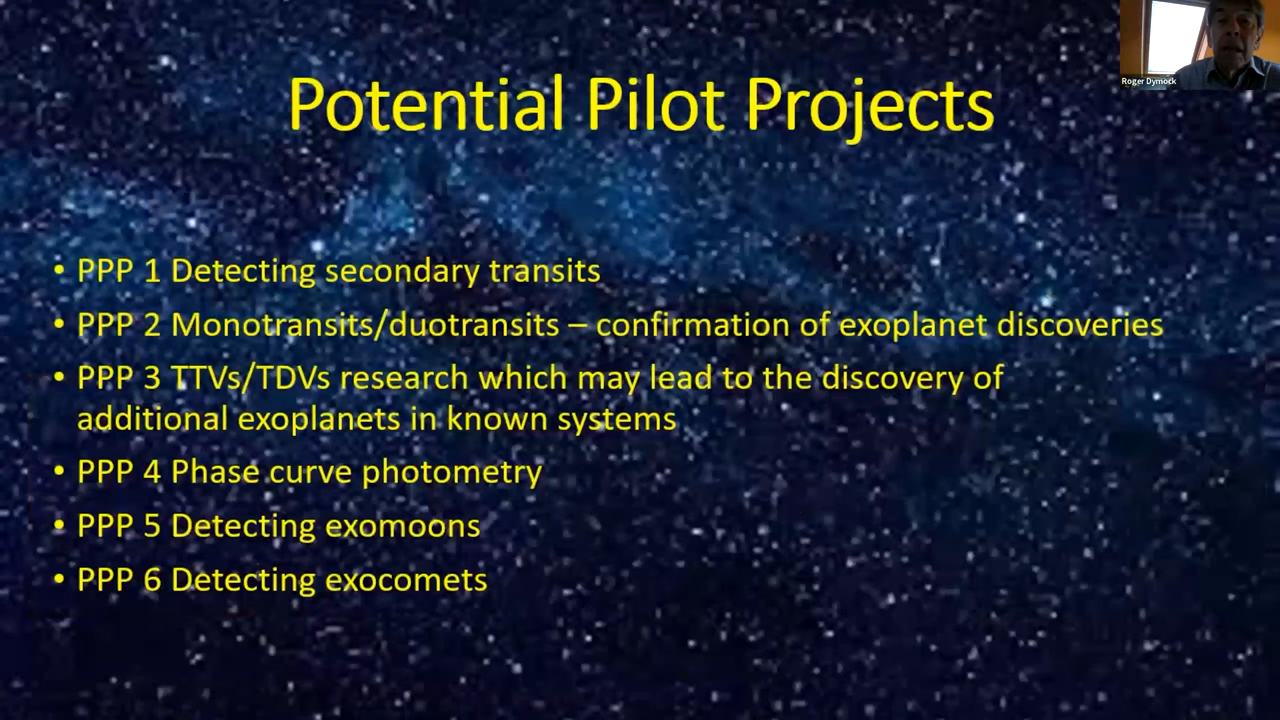 Roger Dymock
Potential Pilot Projects
• PPP 1 Detecting secondary transits
• PPP 2 Monotransits/duotransits – confirmation of exoplanet discoveries
• PPP 3 TTVs/TDVs research which may lead to the discovery of
additional exoplanets in known systems
• PPP 4 Phase curve photometry
• PPP 5 Detecting exomoons
• PPP 6 Detecting exocomets